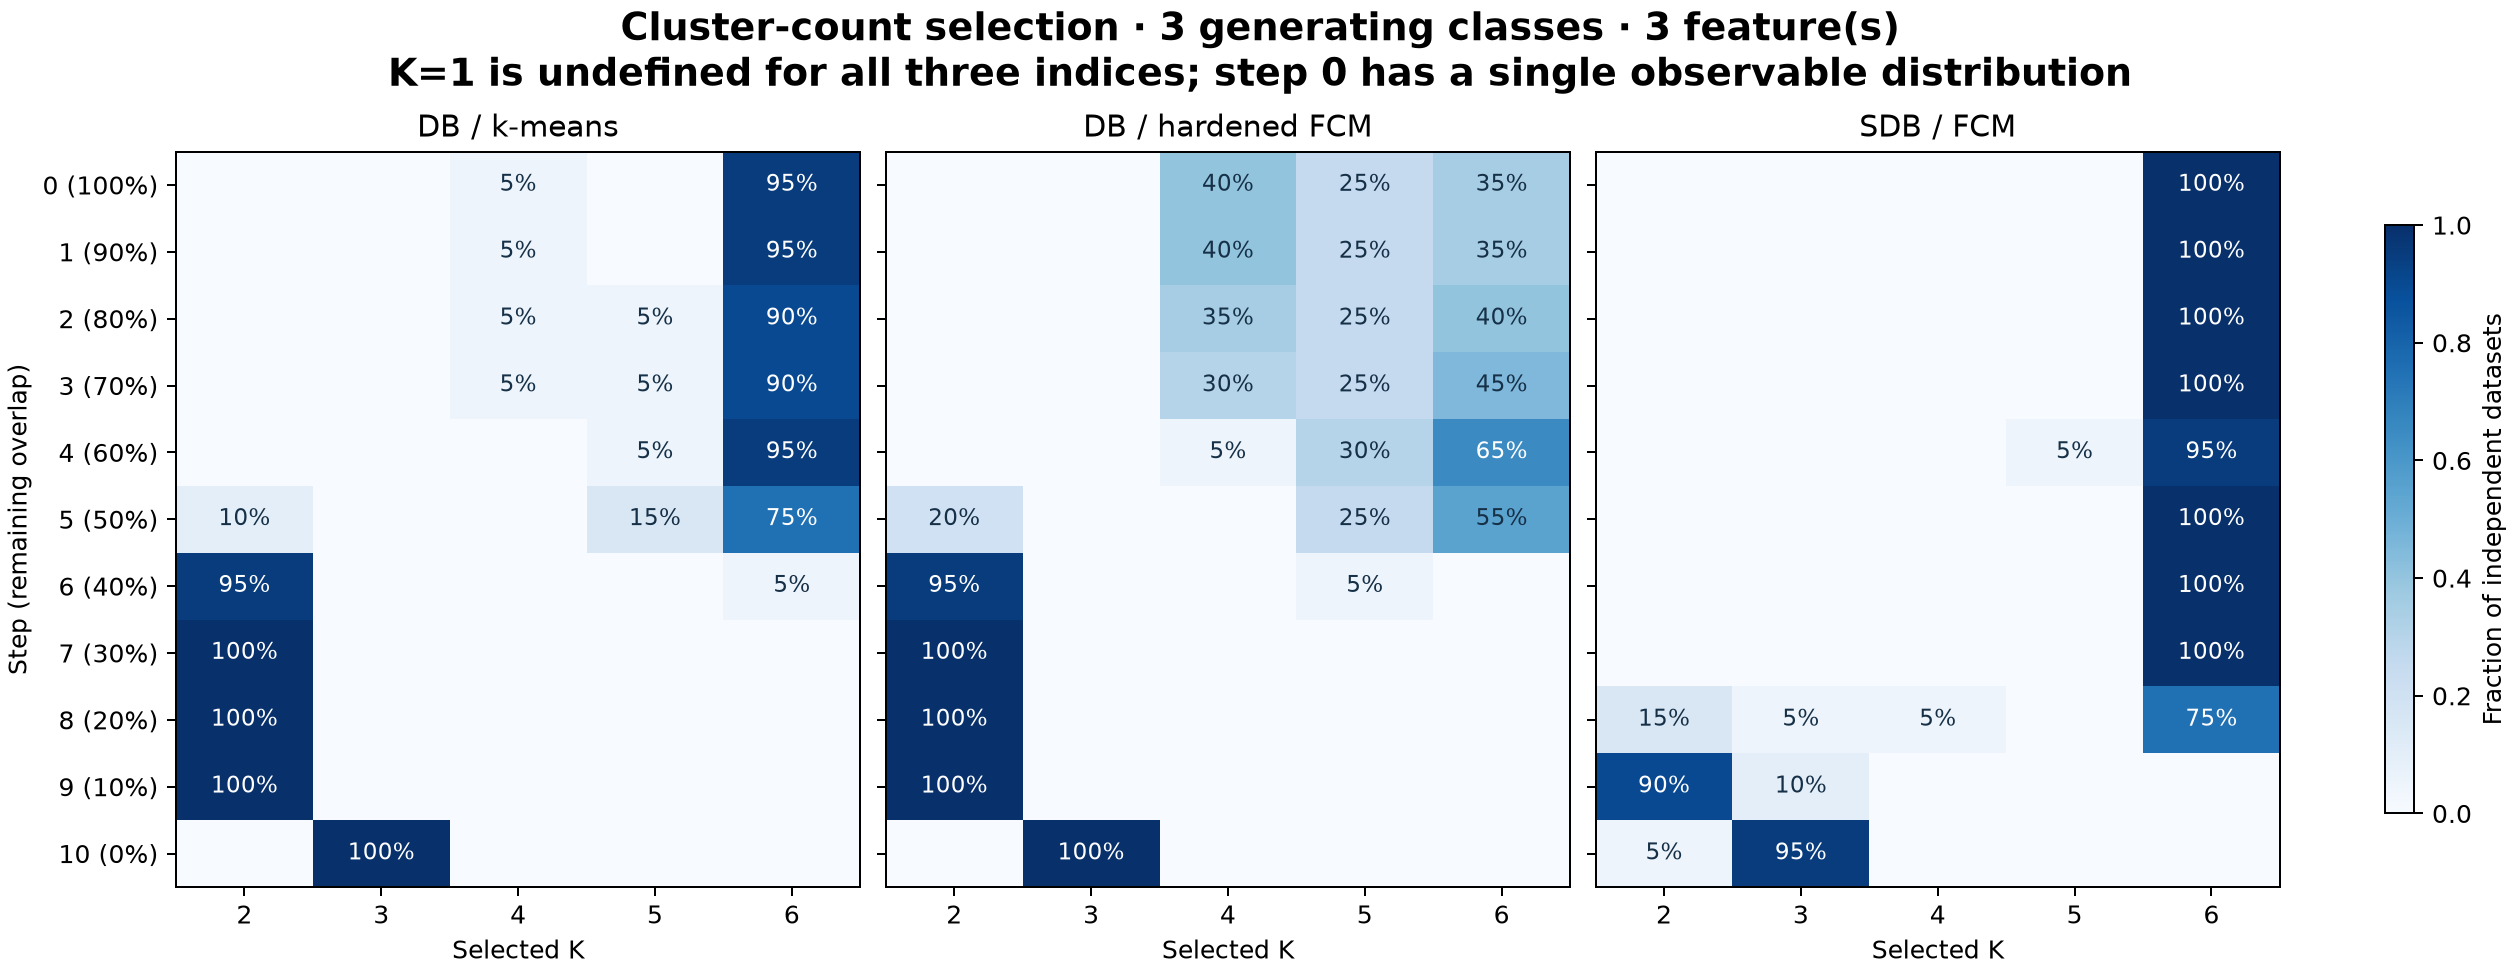 Cluster-count selection · 3 generating classes · 3 feature(s)
K=1 is undefined for all three indices; step 0 has a single observable distribution
DB / k-means
DB / hardened FCM
SDB / FCM
Step (remaining overlap)
0 (100%) 5% 95% 40% 25% 35% 100%
1 (90%) 5% 95% 40% 25% 35% 100%
2 (80%) 5% 5% 90% 35% 25% 40% 100%
3 (70%) 5% 5% 90% 30% 25% 45% 100%
4 (60%) 5% 95% 5% 30% 65% 5% 95%
5 (50%) 10% 15% 75% 20% 25% 55% 100%
6 (40%) 95% 5% 95% 5% 100%
7 (30%) 100% 100% 100%
8 (20%) 100% 100% 15% 5% 5% 75%
9 (10%) 100% 100% 90% 10%
10 (0%) 100% 100% 5% 95%
2 3 4 5 6 2 3 4 5 6 2 3 4 5 6
Selected K
Selected K
Selected K
1.0
0.8
0.6
0.4
0.2
0.0
Fraction of independent datasets